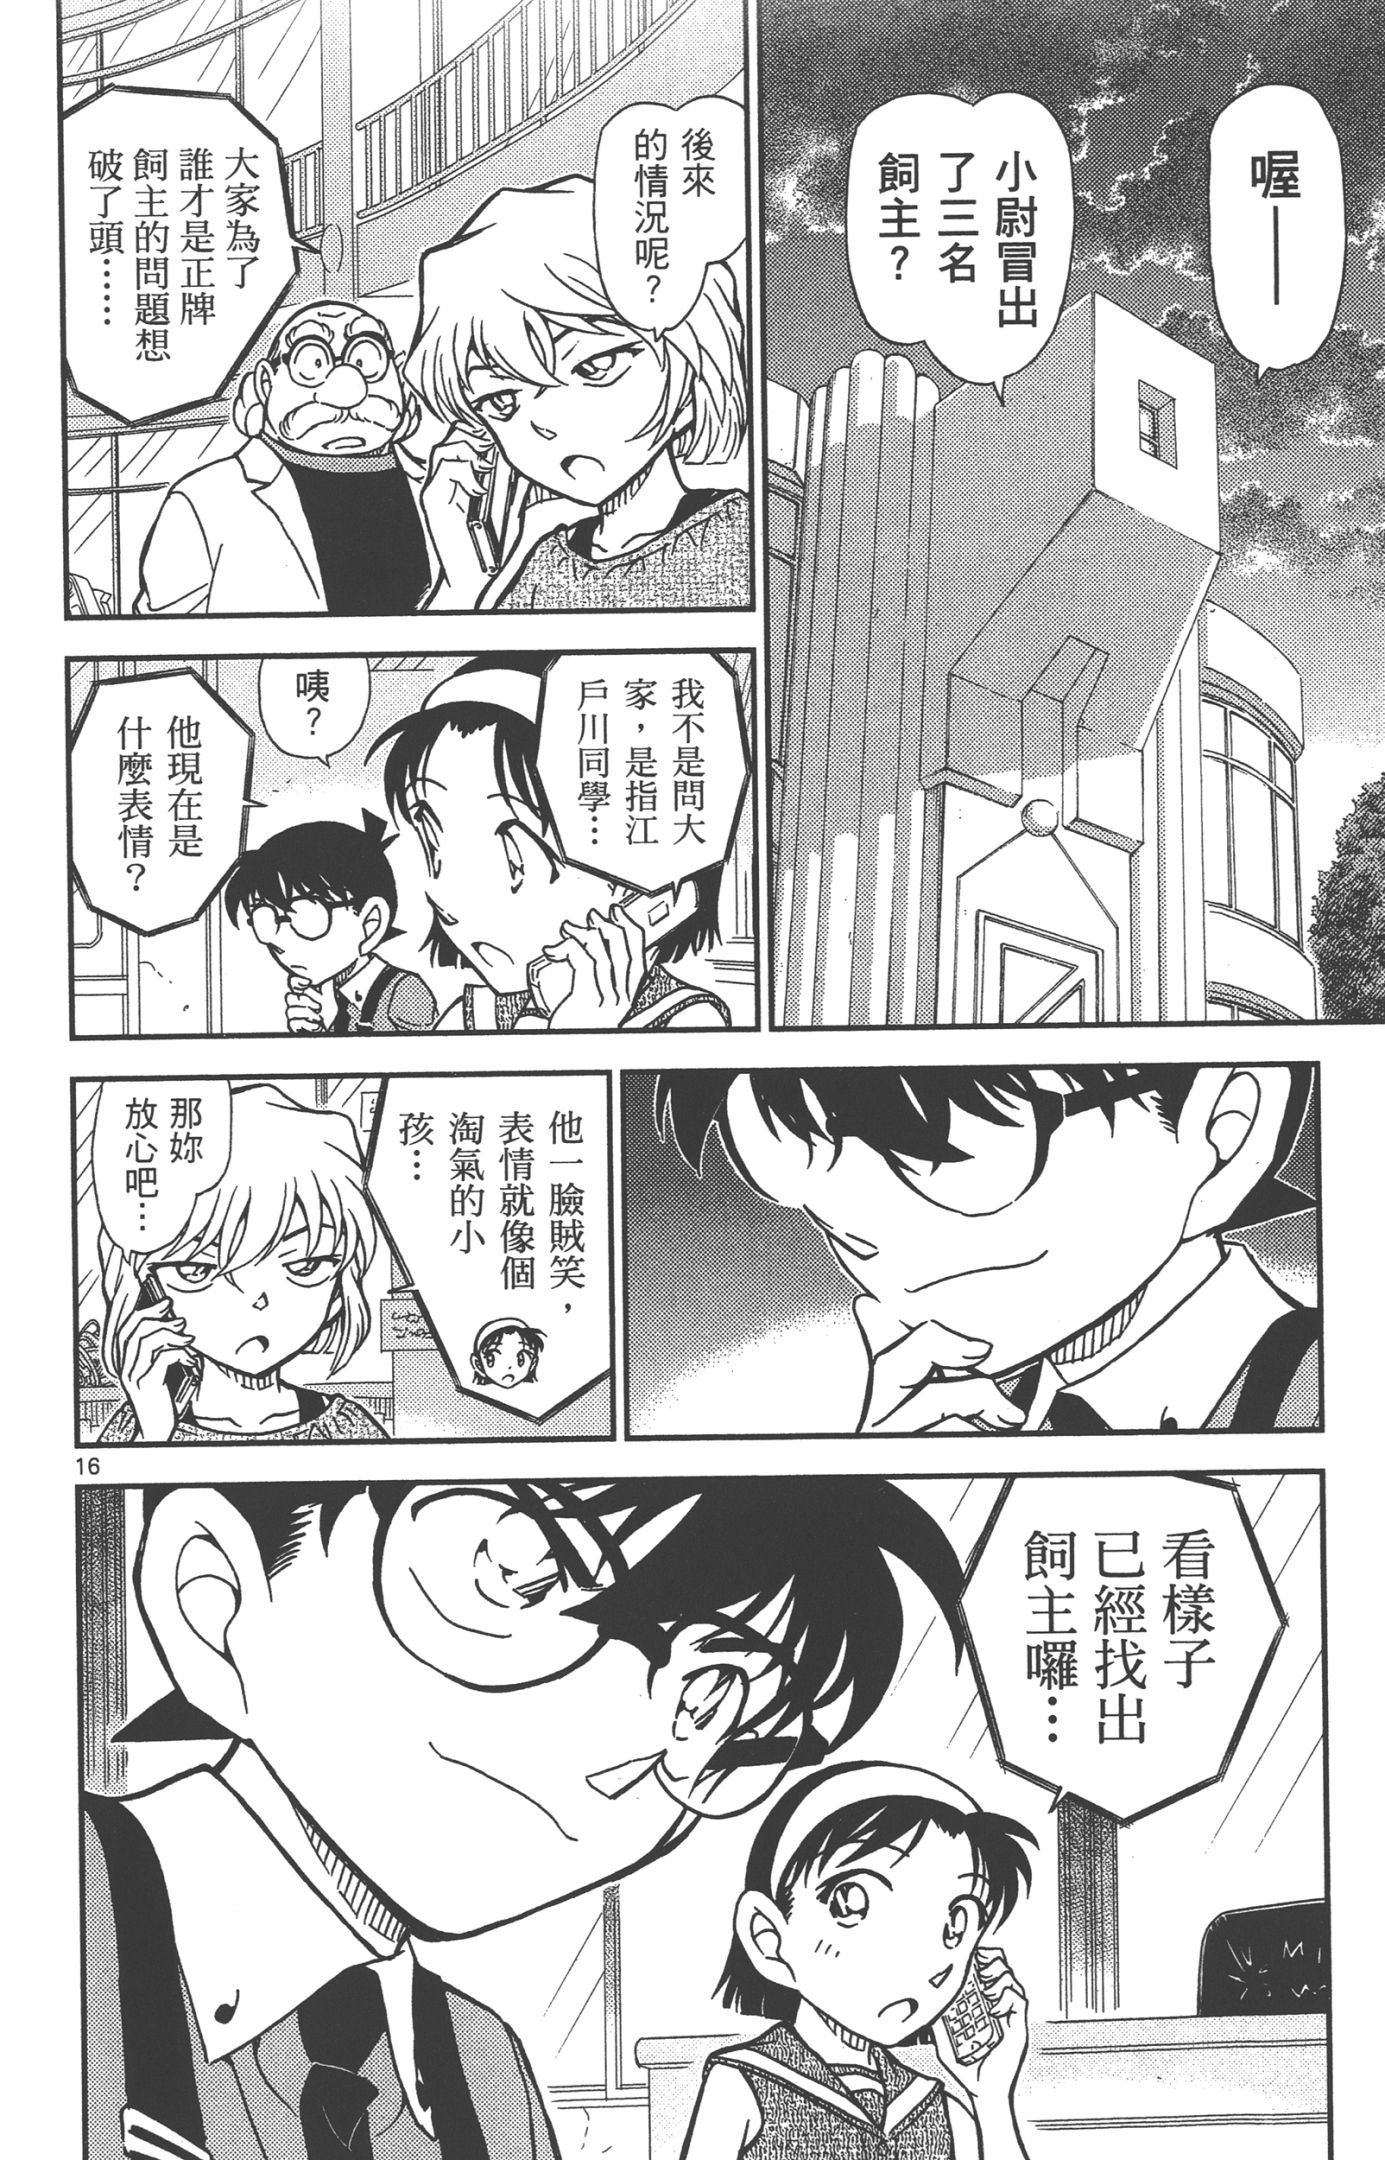 喔──
小尉冒出
了三名
飼主？
後來
的情況呢？
大家為了
誰才是正牌
飼主的問題想
破了頭……
我不是問大
家，是指江
戶川同學…
咦？
他現在是
什麼表情？
他一臉賊笑，
表情就像個
淘氣的小
孩…
那妳
放心吧…
16
看樣子
已經找出
飼主囉…